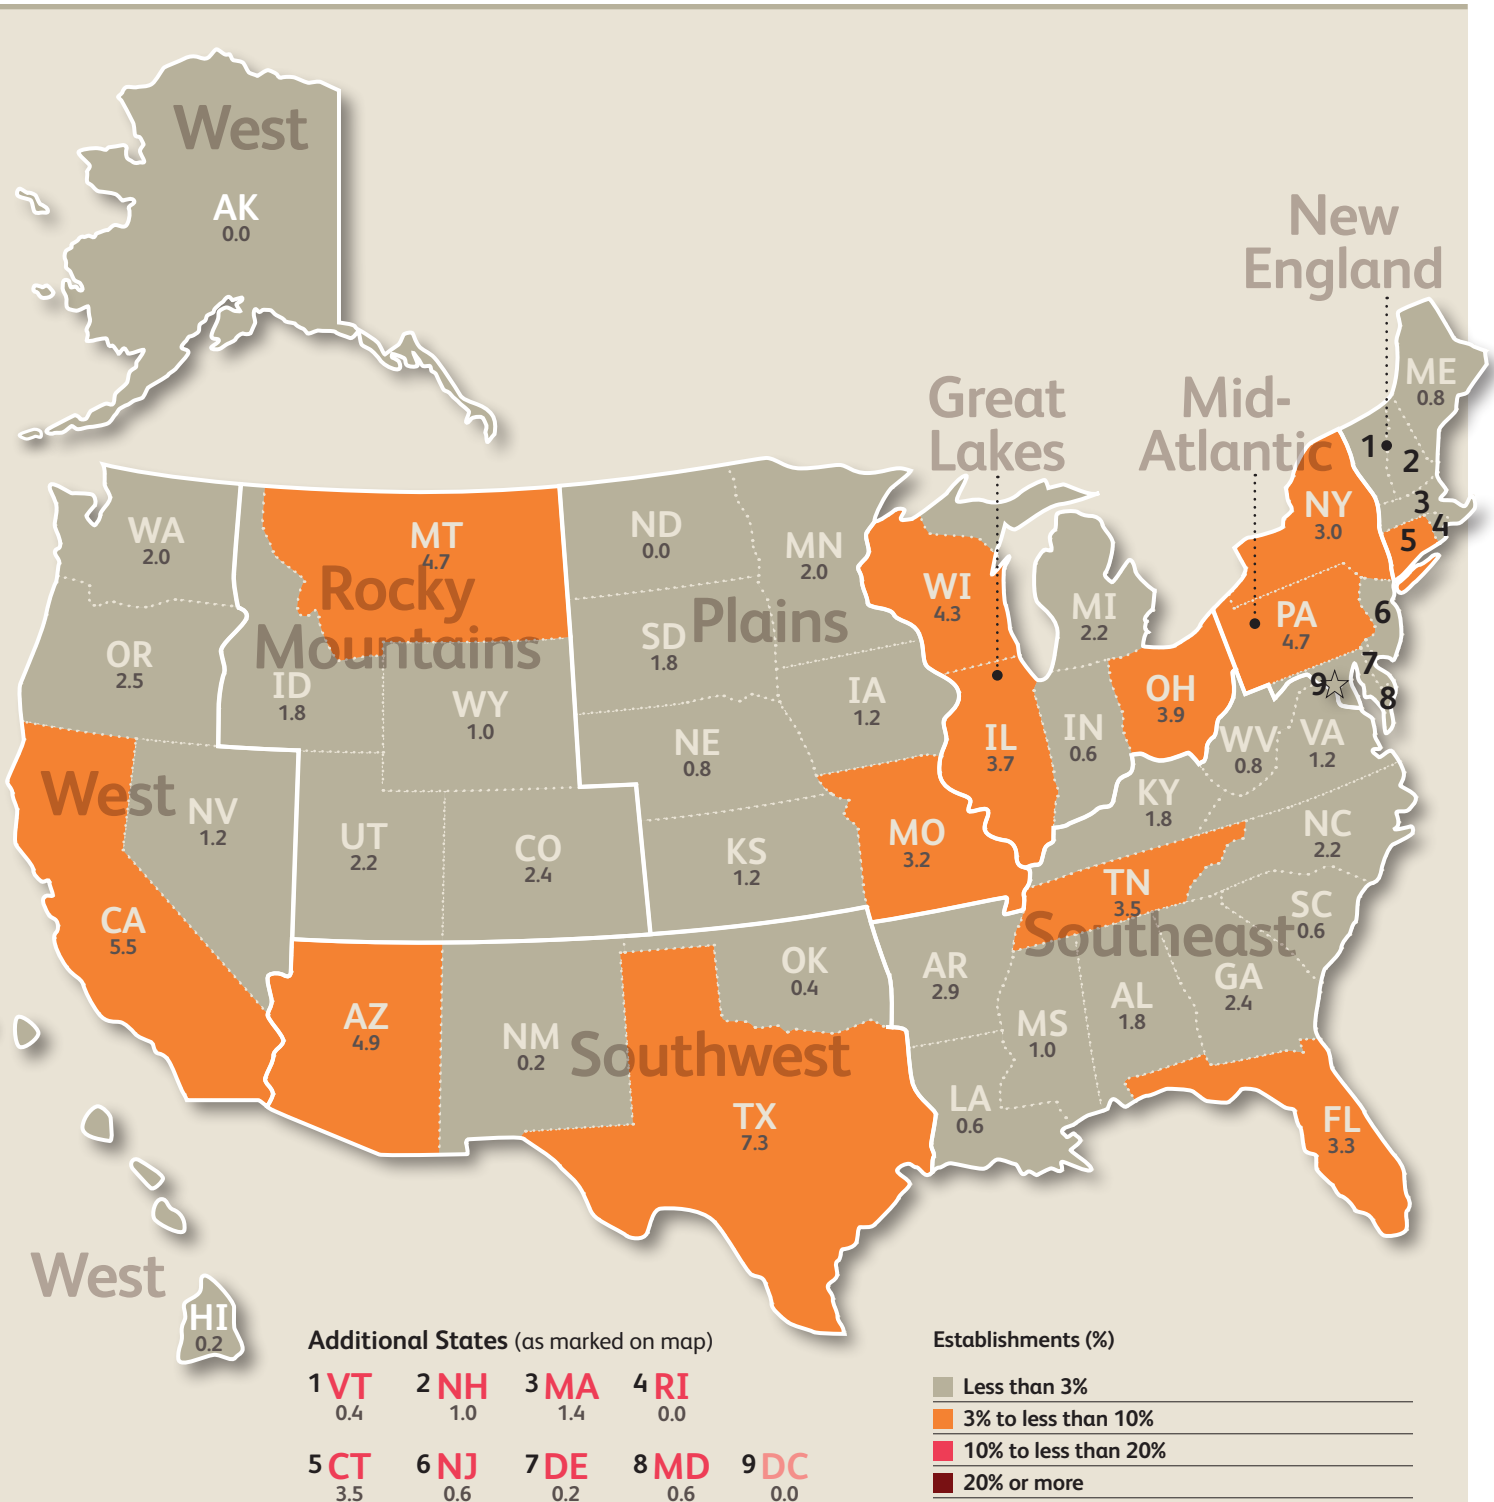 West
AK
0.0
New
England
ME
0.8
Great
Lakes
Mid-
Atlantic
1
2
3
4
5
NY
3.0
WA
2.0
MT
4.7
ND
0.0
MN
2.0
WI
4.3
MI
2.2
PA
4.7
6
7
8
9
Rocky
Mountains
Plains
OR
2.5
ID
1.8
WY
1.0
SD
1.8
IA
1.2
NE
0.8
IL
3.7
IN
0.6
OH
3.9
WV
0.8
VA
1.2
KY
1.8
West
NV
1.2
UT
2.2
CO
2.4
KS
1.2
MO
3.2
TN
3.5
NC
2.2
SC
0.6
CA
5.5
AZ
4.9
NM
0.2
Southwest
OK
0.4
TX
7.3
Southeast
AR
2.9
MS
1.0
AL
1.8
GA
2.4
LA
0.6
FL
3.3
West
HI
0.2
Additional States (as marked on map)
1 VT 2 NH 3 MA 4 RI
0.4 1.0 1.4 0.0
5 CT 6 NJ 7 DE 8 MD 9 DC
3.5 0.6 0.2 0.6 0.0
Establishments (%)
Less than 3%
3% to less than 10%
10% to less than 20%
20% or more